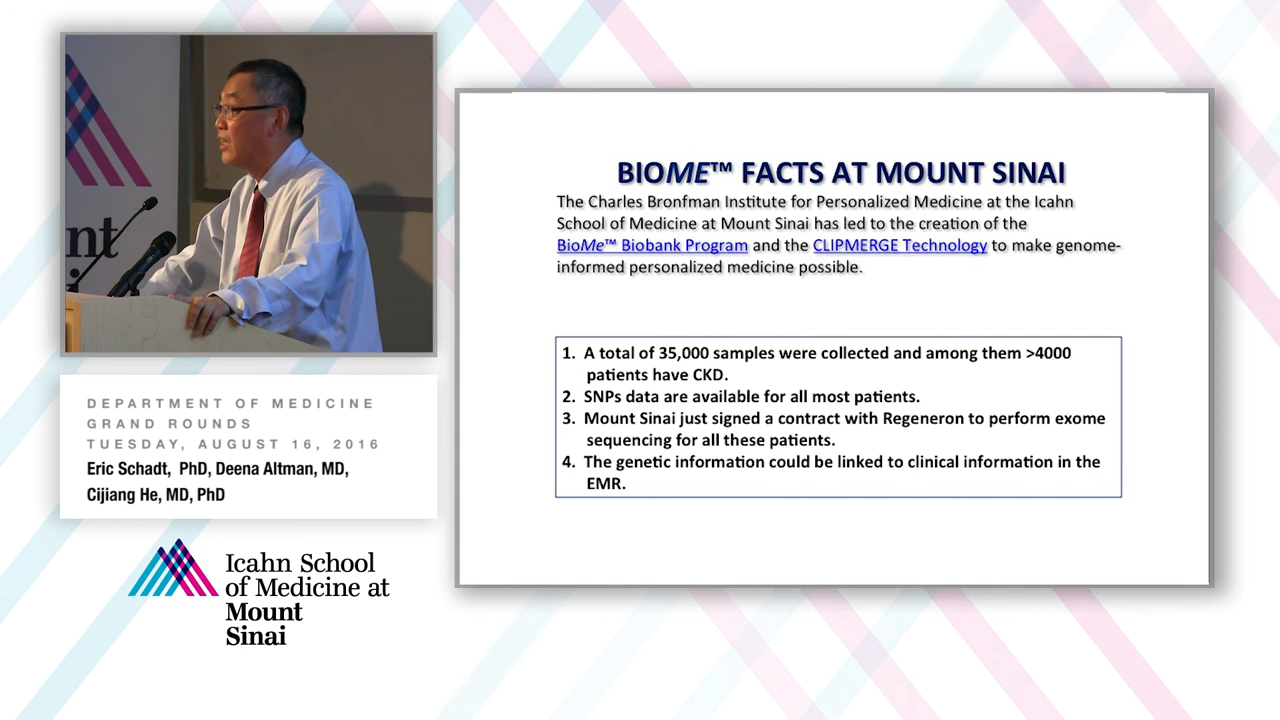 nt
DEPARTMENT OF MEDICINE
GRAND ROUNDS
TUESDAY, AUGUST 16, 2016
Eric Schadt, PhD, Deena Altman, MD,
Cijiang He, MD, PhD
Icahn School
of Medicine at
Mount
Sinai
BIOME™ FACTS AT MOUNT SINAI
The Charles Bronfman Institute for Personalized Medicine at the Icahn
School of Medicine at Mount Sinai has led to the creation of the
BioMe™ Biobank Program and the CLIPMERGE Technology to make genome-
informed personalized medicine possible.
1. A total of 35,000 samples were collected and among them >4000
patients have CKD.
2. SNPs data are available for all most patients.
3. Mount Sinai just signed a contract with Regeneron to perform exome
sequencing for all these patients.
4. The genetic information could be linked to clinical information in the
EMR.